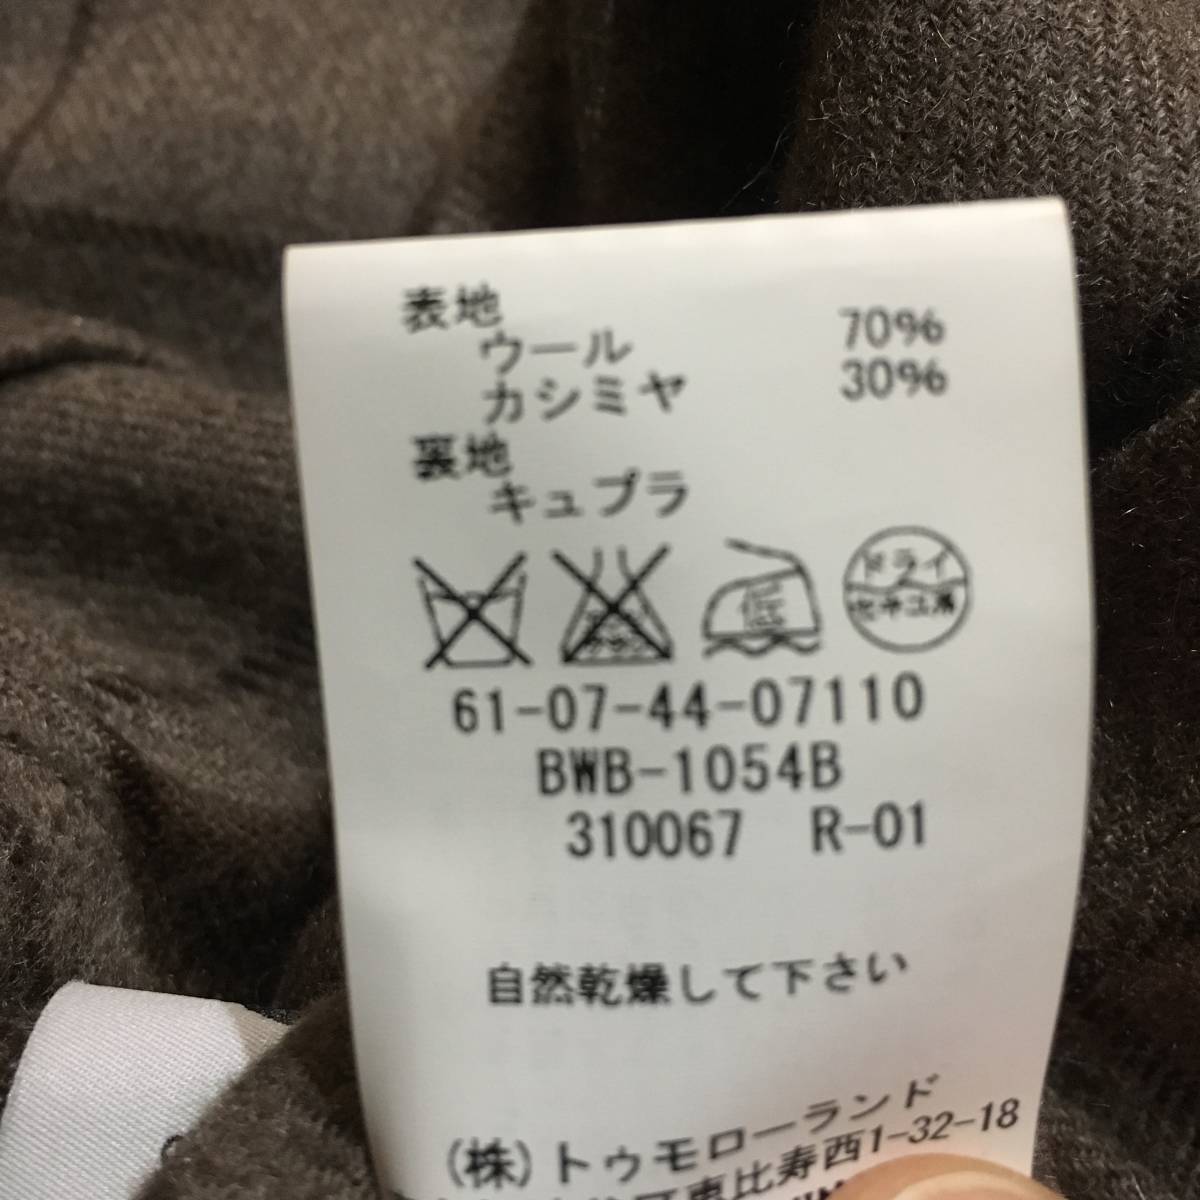 表地
ウール 70%
カシミヤ 30%
裏地
キュプラ
低
ドライ
61-07-44-07110
BWB-1054B
310067 R-01
自然乾燥して下さい
(株)トゥモローランド
区恵比寿西1-32-18